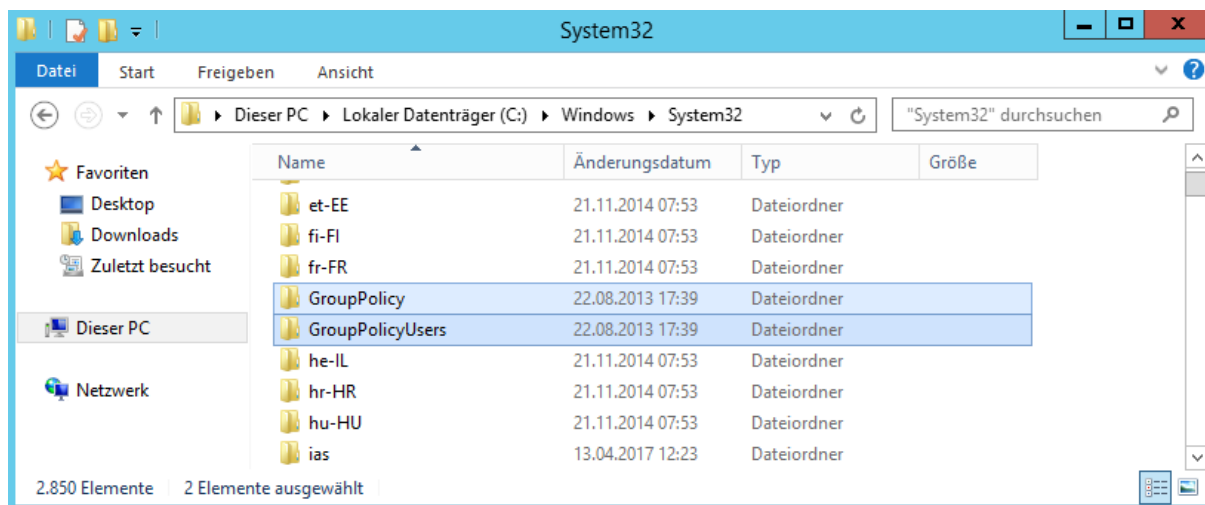 System32
Datei Start Freigeben Ansicht
Dieser PC Lokaler Datenträger (C:) Windows System32 "System32" durchsuchen
Name Änderungsdatum Typ Größe
Favoriten
Desktop
Downloads
Zuletzt besucht
Dieser PC
Netzwerk
et-EE 21.11.2014 07:53 Dateiordner
fi-FI 21.11.2014 07:53 Dateiordner
fr-FR 21.11.2014 07:53 Dateiordner
GroupPolicy 22.08.2013 17:39 Dateiordner
GroupPolicyUsers 22.08.2013 17:39 Dateiordner
he-IL 21.11.2014 07:53 Dateiordner
hr-HR 21.11.2014 07:53 Dateiordner
hu-HU 21.11.2014 07:53 Dateiordner
ias 13.04.2017 12:23 Dateiordner
2.850 Elemente 2 Elemente ausgewählt